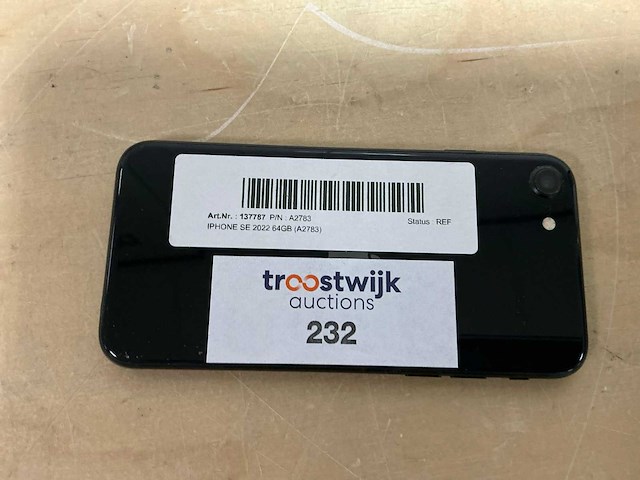 Art.Nr. : 137787 P/N : A2783
Status : REF
IPHONE SE 2022 64GB (A2783)
troostwijk
auctions
232